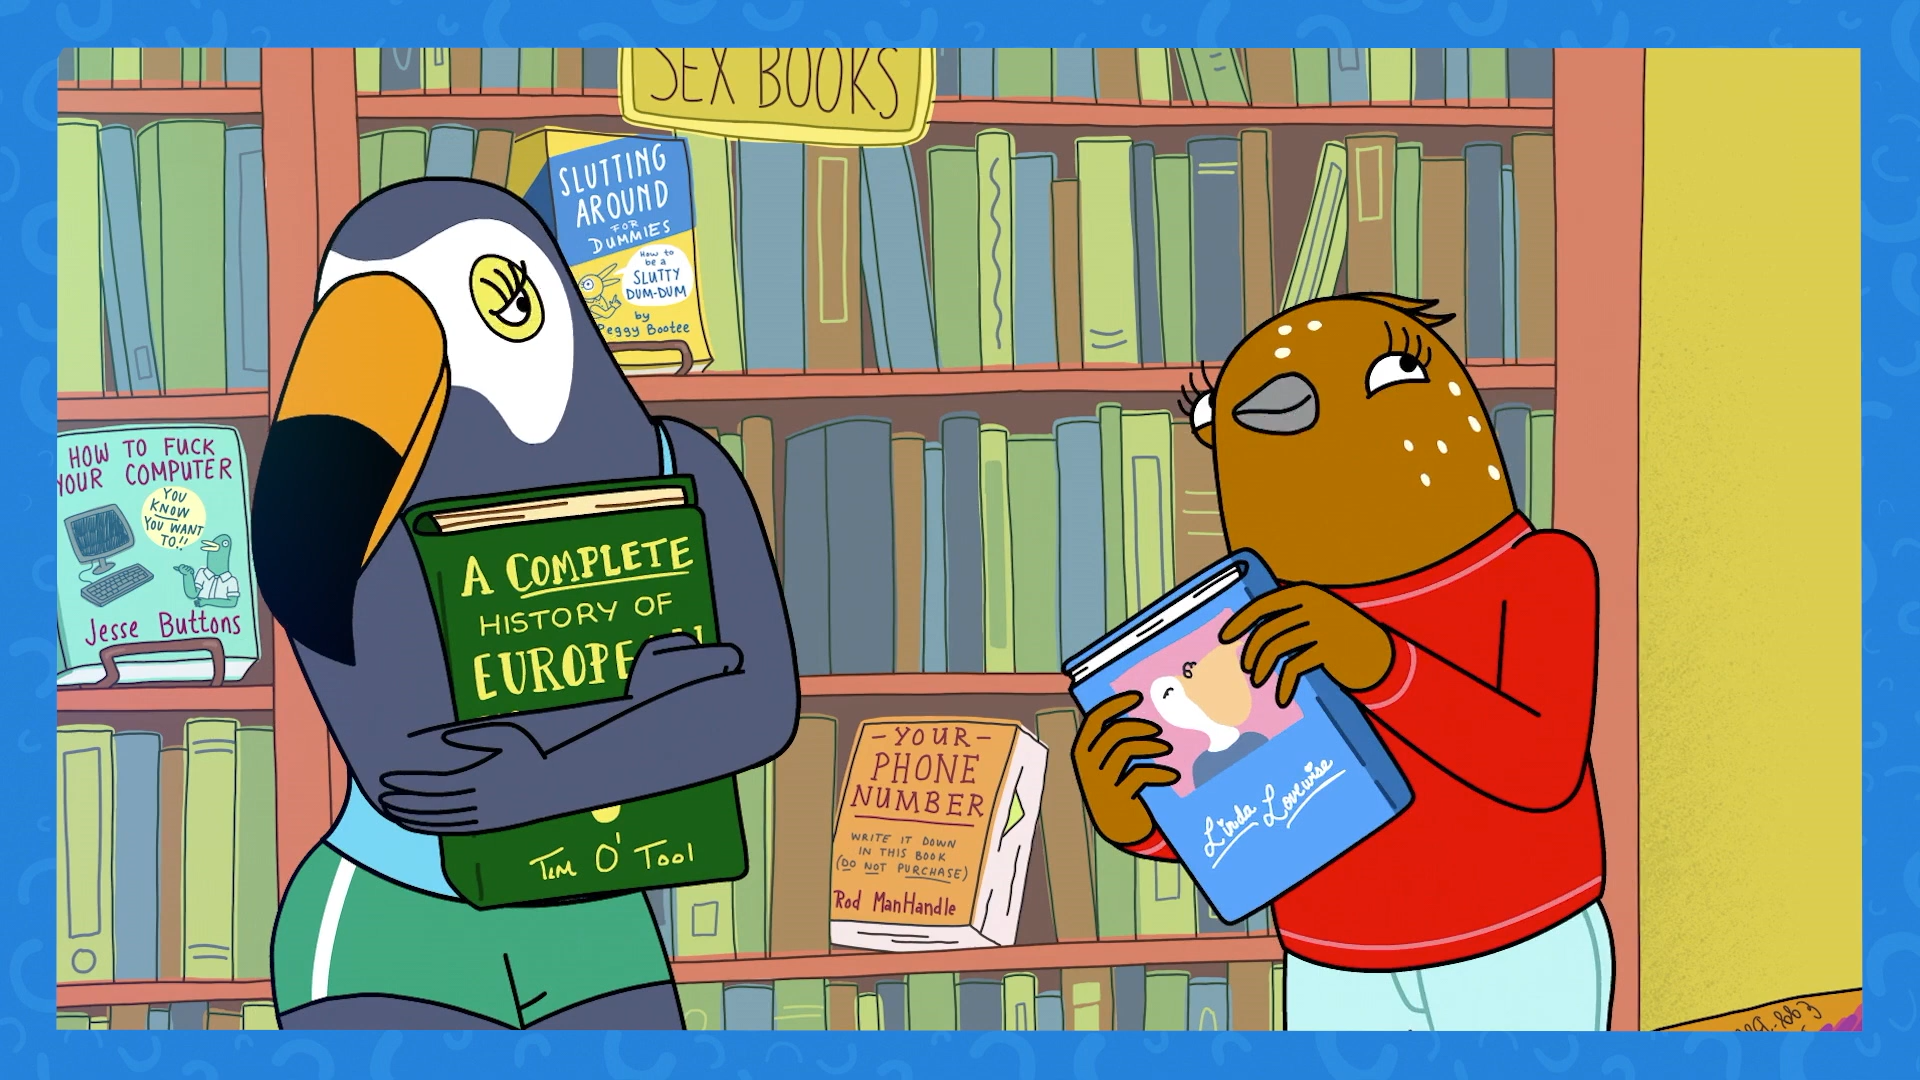 SEX BOOKS
SLUTTING
AROUND
FOR
DUMMIES
HOW TO
be a
SLUTTY
DUM-DUM
by
Peggy Bootee
HOW TO FUCK
YOUR COMPUTER
YOU
KNOW
YOU WANT
TO!!
Jesse Buttons
A COMPLETE
HISTORY OF
Tim O'Tool
-YOUR-
PHONE
NUMBER
WRITE IT DOWN
IN THIS BOOK
(DO NOT PURCHASE)
Rod ManHandle
Linda Lovewise